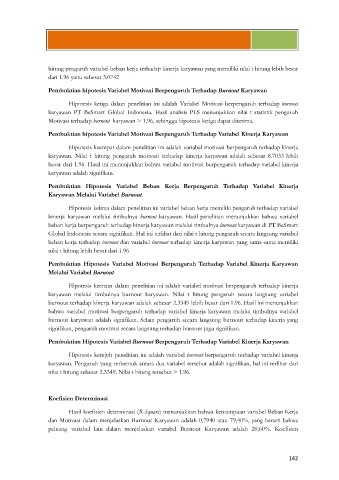 hitung pengaruh variabel beban kerja terhadap kinerja karyawan yang memiliki nilai t hitung lebih besar
dari 1.96 yaitu sebesar 3.0742
Pembuktian hipotesis Variabel Motivasi Berpengaruh Terhadap Burnout Karyawan
Hipotesis ketiga dalam penelitian ini adalah Variabel Motivasi berpengaruh terhadap burnout
karyawan PT BeSmart Global Indonesia. Hasil analisis PLS menunjukkan nilai t statistik pengaruh
Motivasi terhadap burnout karyawan > 1,96, sehingga hipotesis ketiga dapat diterima.
Pembuktian hipotesis Variabel Motivasi Berpengaruh Terhadap Variabel Kinerja Karyawan
Hipotesis keempat dalam penelitian ini adalah variabel motivasi berpengaruh terhadap kinerja
karyawan. Nilai t hitung pengaruh motivasi terhadap kinerja karyawan adalah sebesar 8.7033 lebih
besar dari 1.96. Hasil ini menunjukkan bahwa variabel motivasi berpengaruh terhadap variabel kinerja
karyawan adalah signifikan.
Pembuktian Hipotesis Variabel Beban Kerja Berpengaruh Terhadap Variabel Kinerja
Karyawan Melalui Variabel Burnout.
Hipotesis kelima dalam penelitian ini variabel beban kerja memiliki pengaruh terhadap variabel
kinerja karyawan melalui timbulnya burnout karyawan. Hasil penelitian menunjukkan bahwa variabel
beban kerja berpengaruh terhadap kinerja karyawan melalui timbulnya burnout karyawan di PT BeSmart
Global Indonesia secara signifikan. Hal ini terlihat dari nilai t hitung pengaruh secara langsung variabel
beban kerja terhadap burnout dan variabel burnout terhadap kinerja karyawan yang sama-sama memiliki
nilai t hitung lebih besar dari 1.96
Pembuktian Hipotesis Variabel Motivasi Berpengaruh Terhadap Variabel Kinerja Karyawan
Melalui Variabel Burnout
Hipotesis keenam dalam penelitian ini adalah variabel motivasi berpengaruh terhadap kinerja
karyawan melalui timbulnya burnout karyawan. Nilai t hitung pengaruh secara langsung variabel
burnout terhadap kinerja karyawan adalah sebesar 2.3349 lebih besar dari 1.96. Hasil ini menunjukkan
bahwa variabel motivasi berpengaruh terhadap variabel kinerja karyawan melalui timbulnya variabel
burnout karyawan adalah signifikan. Selain pengaruh secara langsung burnout terhadap kinerja yang
signifikan, pengaruh motivasi secara langsung terhadap burnout juga signifikan.
Pembuktian Hipotesis Variabel Burnout Berpengaruh Terhadap Variabel Kinerja Karyawan
Hipotesis ketujuh penelitian ini adalah variabel burnout berpengaruh terhadap variabel kinerja
karyawan. Pengaruh yang terbentuk antara dua variabel tersebut adalah signifikan, hal ini terlihat dari
nilai t hitung sebesar 2.3349. Nilai t hitung tersebut > 1.96.
Koefisien Determinasi
Hasil koefisien determinasi (R-Square) menunjukkan bahwa kemampuan variabel Beban Kerja
dan Motivasi dalam menjelaskan Burnout Karyawan adalah 0,7940 atau 79,40%, yang berarti bahwa
peluang variabel lain dalam menjelaskan variabel Burnout Karyawan adalah 20,60%. Koefisien
142